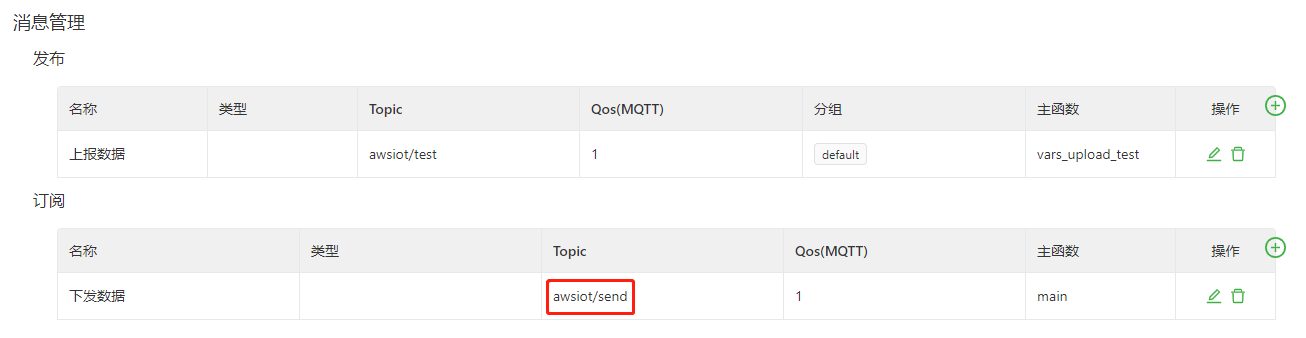 消息管理
发布
名称 类型 Topic Qos(MQTT) 分组 主函数 操作
上报数据 awsiot/test 1 default vars_upload_test
订阅
名称 类型 Topic Qos(MQTT) 主函数 操作
下发数据 awsiot/send 1 main